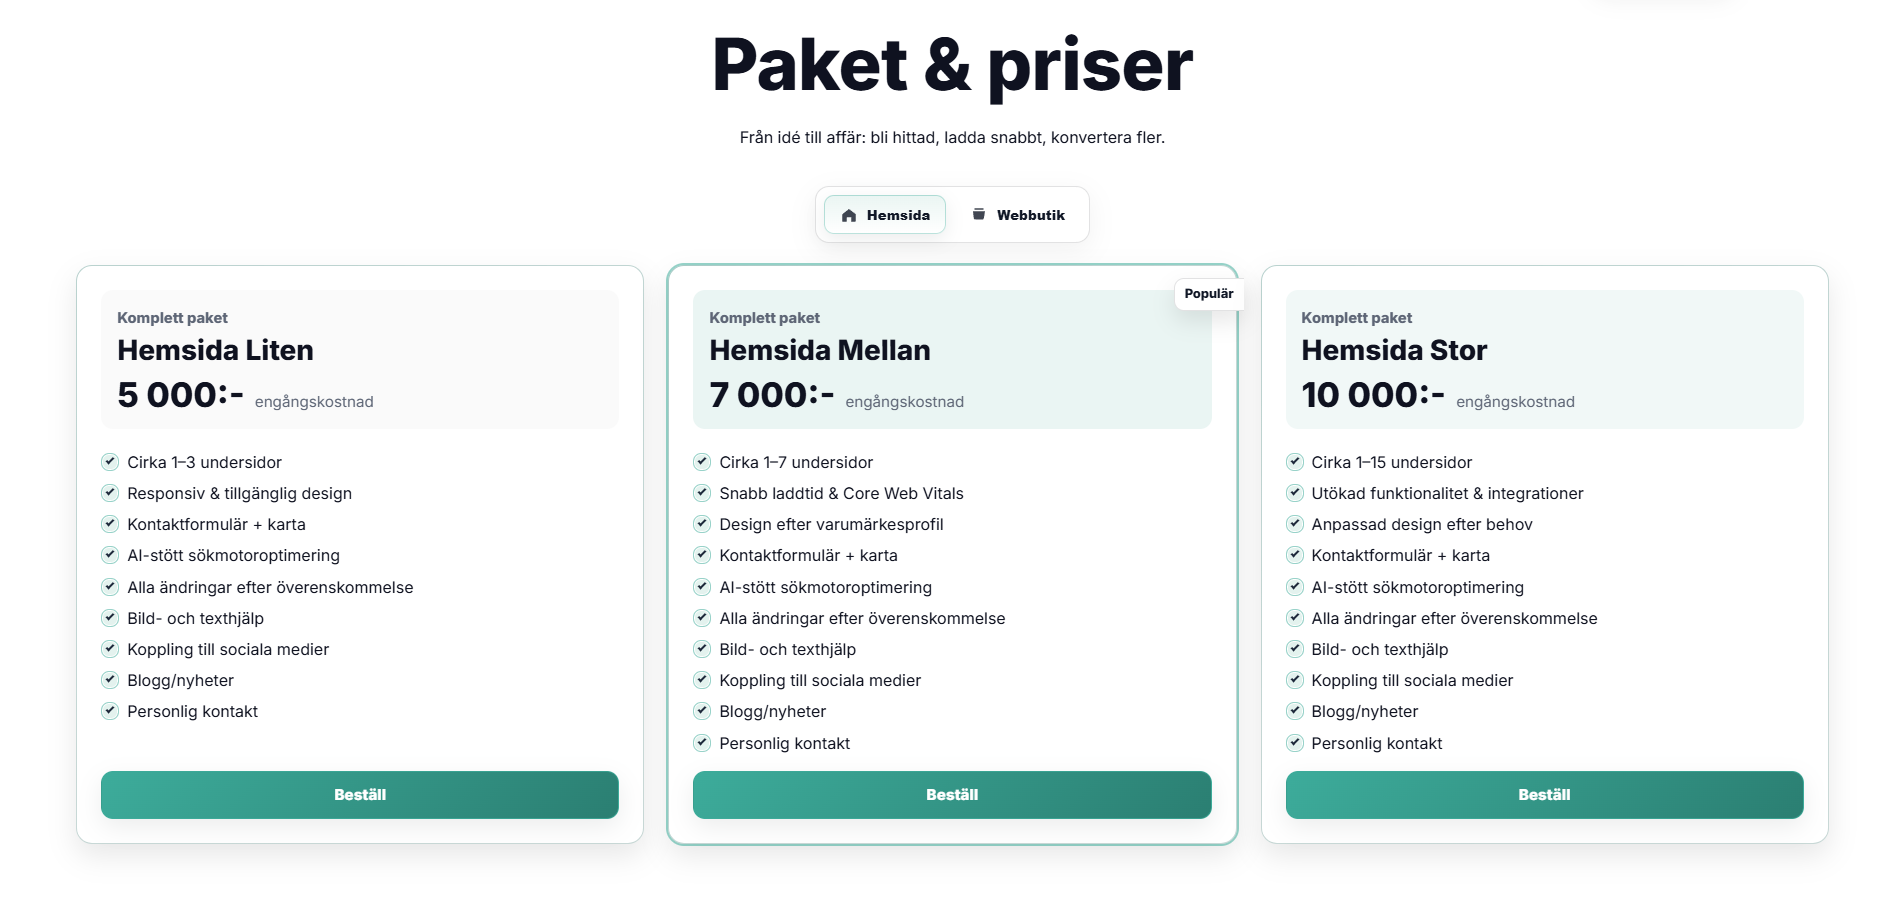 Paket & priser
Från idé till affär: bli hittad, ladda snabbt, konvertera fler.
Hemsida
Webbutik
Komplett paket
Hemsida Liten
5 000:- engångskostnad
Cirka 1–3 undersidor
Responsiv & tillgänglig design
Kontaktformulär + karta
AI-stött sökmotoroptimering
Alla ändringar efter överenskommelse
Bild- och texthjälp
Koppling till sociala medier
Blogg/nyheter
Personlig kontakt
Beställ
Populär
Komplett paket
Hemsida Mellan
7 000:- engångskostnad
Cirka 1–7 undersidor
Snabb laddtid & Core Web Vitals
Design efter varumärkesprofil
Kontaktformulär + karta
AI-stött sökmotoroptimering
Alla ändringar efter överenskommelse
Bild- och texthjälp
Koppling till sociala medier
Blogg/nyheter
Personlig kontakt
Beställ
Komplett paket
Hemsida Stor
10 000:- engångskostnad
Cirka 1–15 undersidor
Utökad funktionalitet & integrationer
Anpassad design efter behov
Kontaktformulär + karta
AI-stött sökmotoroptimering
Alla ändringar efter överenskommelse
Bild- och texthjälp
Koppling till sociala medier
Blogg/nyheter
Personlig kontakt
Beställ